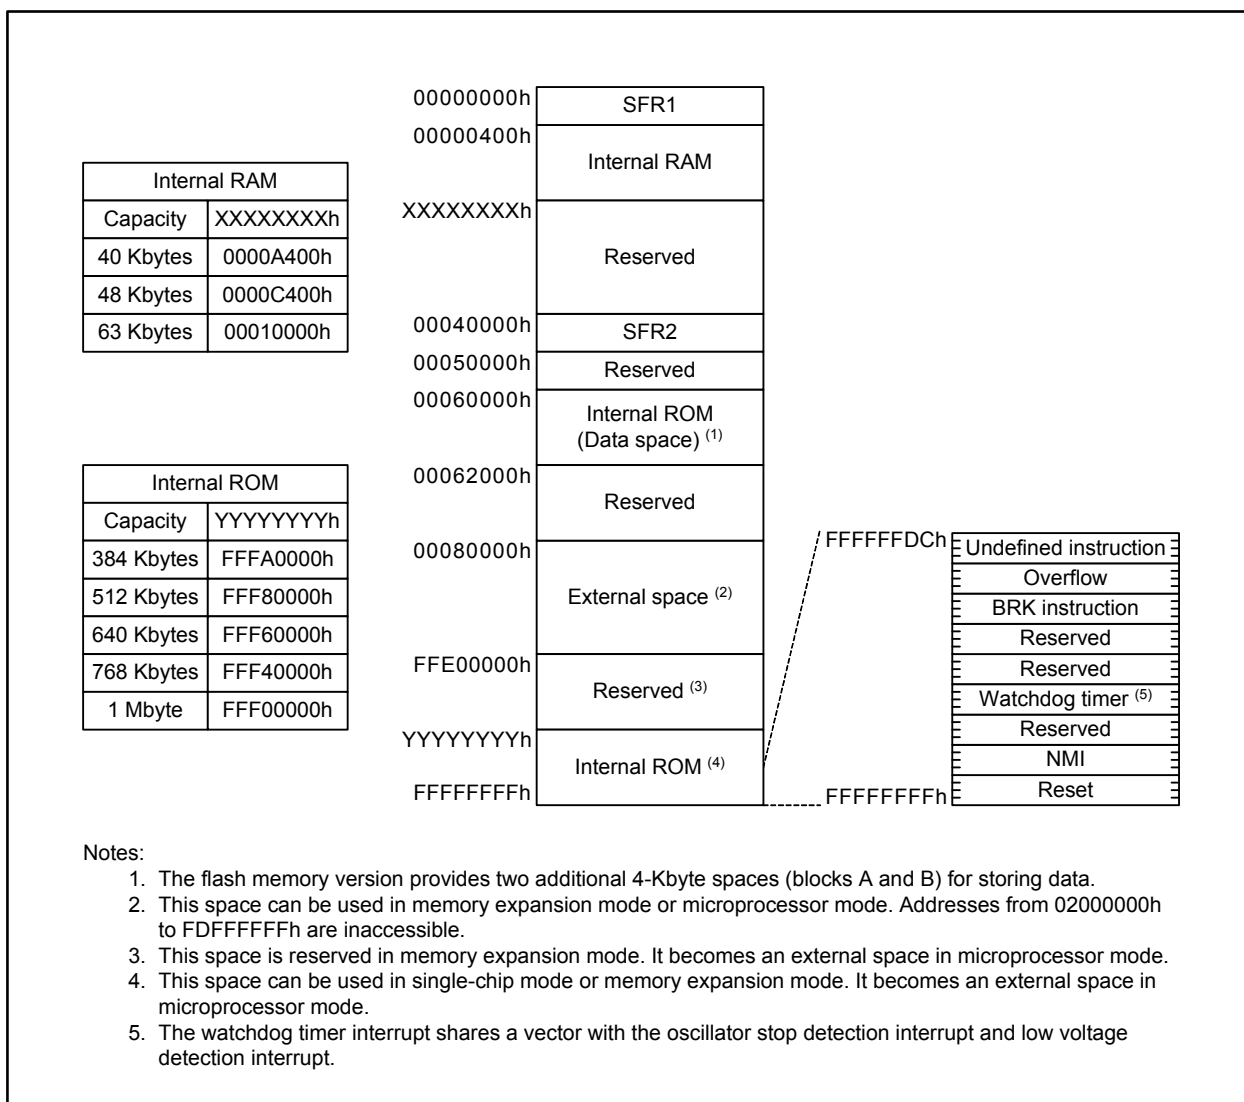 00000000h
SFR1
00000400h
Internal RAM
XXXXXXXXh
Reserved
00040000h
SFR2
00050000h
Reserved
00060000h
Internal ROM
(Data space) (1)
00062000h
Reserved
00080000h
External space (2)
FFE00000h
Reserved (3)
YYYYYYYYh
Internal ROM (4)
FFFFFFFFh
Internal RAM
Capacity XXXXXXXXh
40 Kbytes 0000A400h
48 Kbytes 0000C400h
63 Kbytes 00010000h
Internal ROM
Capacity YYYYYYYYh
384 Kbytes FFFA0000h
512 Kbytes FFF80000h
640 Kbytes FFF60000h
768 Kbytes FFF40000h
1 Mbyte FFF00000h
FFFFFFDCh
Undefined instruction
Overflow
BRK instruction
Reserved
Reserved
Watchdog timer (5)
Reserved
NMI
Reset
FFFFFFFFh
Notes:
1. The flash memory version provides two additional 4-Kbyte spaces (blocks A and B) for storing data.
2. This space can be used in memory expansion mode or microprocessor mode. Addresses from 02000000h
to FDFFFFFFh are inaccessible.
3. This space is reserved in memory expansion mode. It becomes an external space in microprocessor mode.
4. This space can be used in single-chip mode or memory expansion mode. It becomes an external space in
microprocessor mode.
5. The watchdog timer interrupt shares a vector with the oscillator stop detection interrupt and low voltage
detection interrupt.